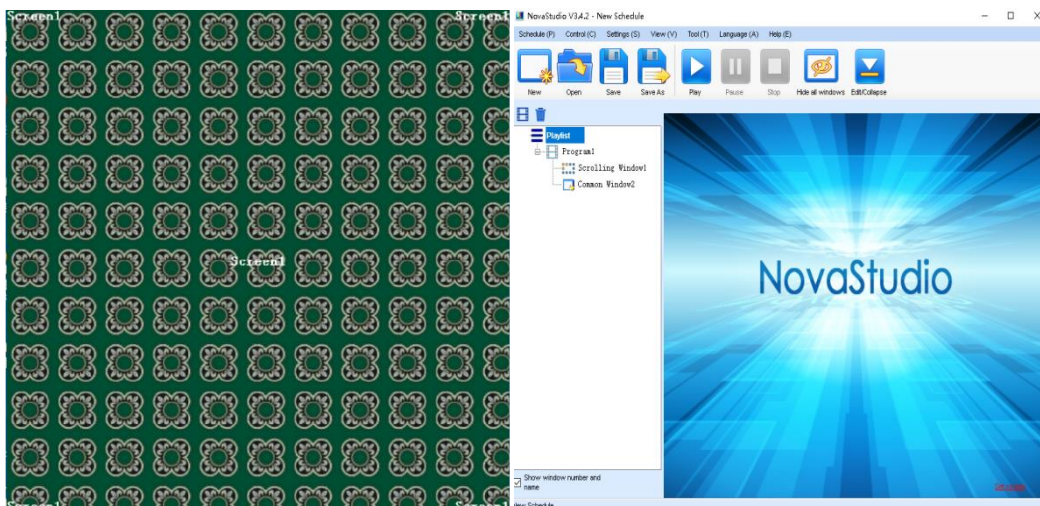 Screen1 Screen1
Screen1
Screen1 Screen1
NovaStudio V3.4.2 - New Schedule
Schedule (P) Control (C) Settings (S) View (V) Tool (T) Language (A) Help (E)
New Open Save Save As Play Pause Stop Hide all windows Edit/Collapse
Playlist
Program1
Scrolling Window1
Common Window2
NovaStudio
Show window number and
name
New Schedule